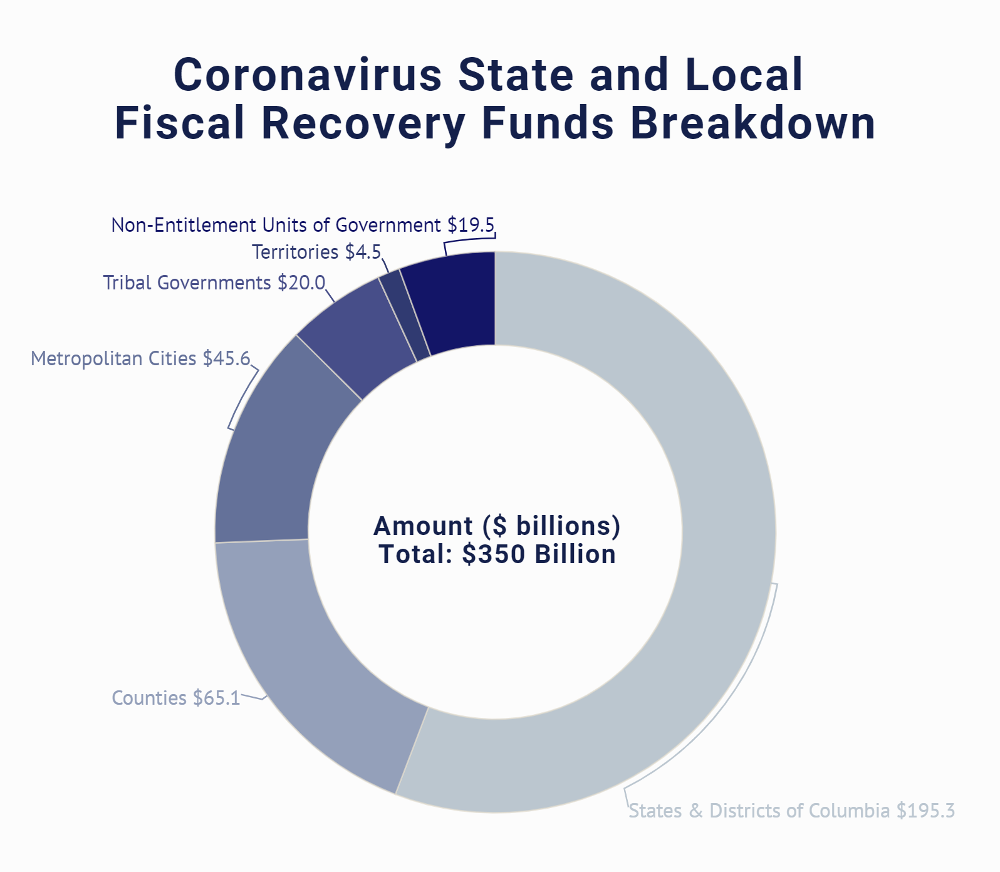 Coronavirus State and Local
Fiscal Recovery Funds Breakdown
Non-Entitlement Units of Government $19.5
Territories $4.5
Tribal Governments $20.0
Metropolitan Cities $45.6
Amount ($ billions)
Total: $350 Billion
Counties $65.1
States & Districts of Columbia $195.3